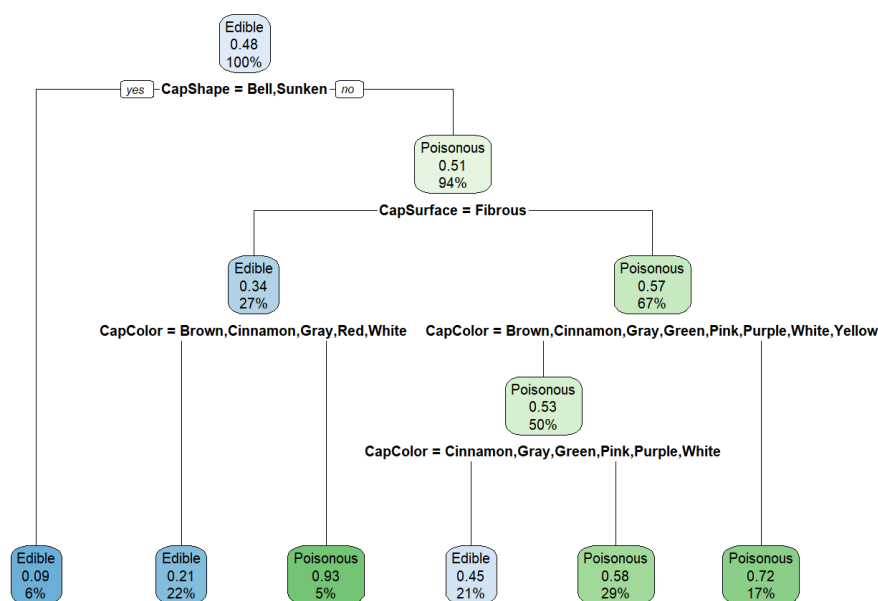 Edible
0.48
100%
yes CapShape = Bell,Sunken no
Poisonous
0.51
94%
CapSurface = Fibrous
Edible
0.34
27%
Poisonous
0.57
67%
CapColor = Brown,Cinnamon,Gray,Red,White
CapColor = Brown,Cinnamon,Gray,Green,Pink,Purple,White,Yellow
Poisonous
0.53
50%
CapColor = Cinnamon,Gray,Green,Pink,Purple,White
Edible
0.09
6%
Edible
0.21
22%
Poisonous
0.93
5%
Edible
0.45
21%
Poisonous
0.58
29%
Poisonous
0.72
17%